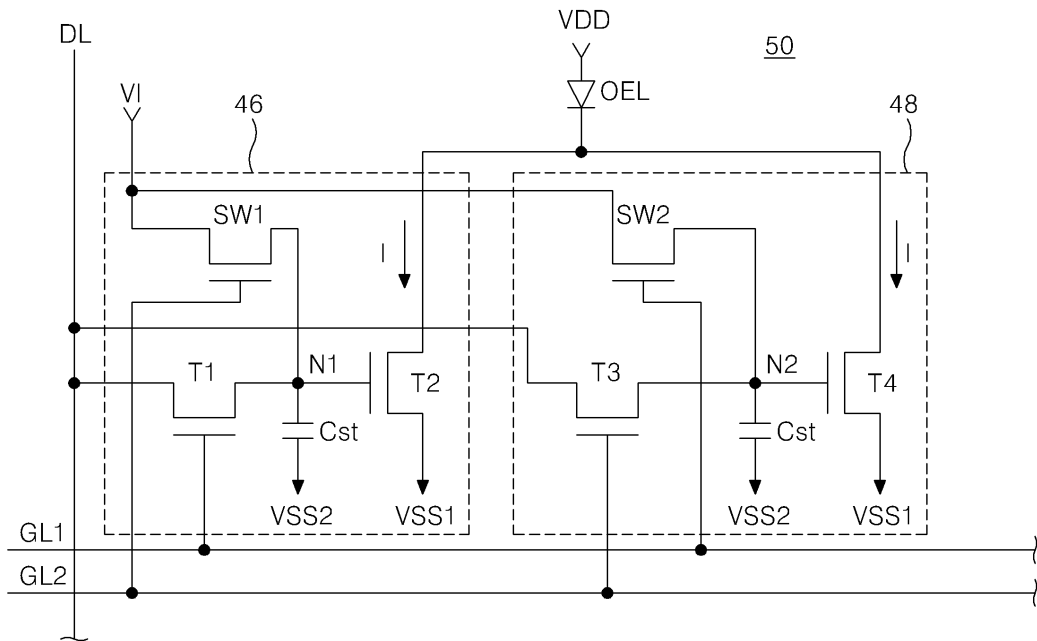 VDD
DL
50
VI
OEL
46
48
SW1
SW2
I
I
T1
N1
T2
T3
N2
T4
Cst
Cst
VSS2
VSS1
VSS2
VSS1
GL1
GL2